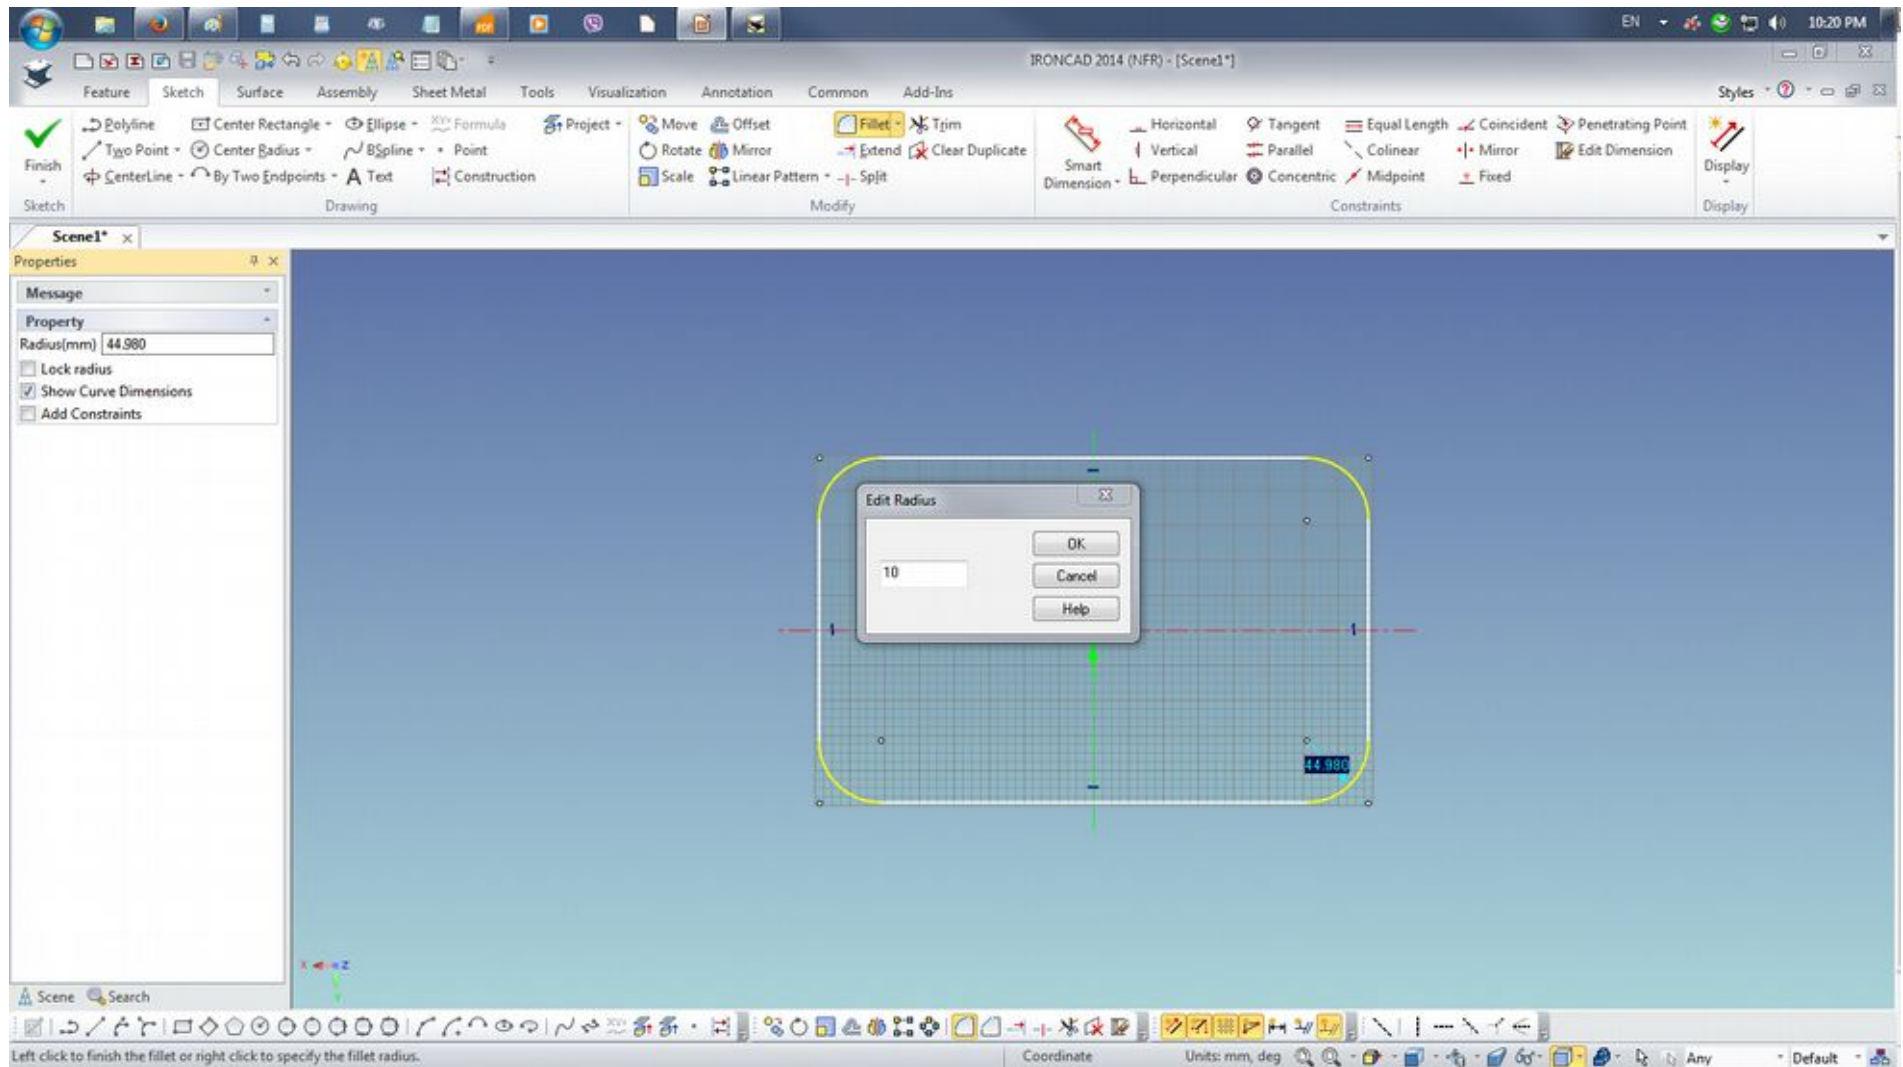 EN 10:20 PM
IRONCAD 2014 (NFR) - [Scene1*]
Feature Sketch Surface Assembly Sheet Metal Tools Visualization Annotation Common Add-Ins Styles
Polyline Center Rectangle Ellipse Formula Project Move Offset Fillet Trim Horizontal Tangent Equal Length Coincident Penetrating Point
Two Point Center Radius BSpline Point Rotate Mirror Extend Clear Duplicate Vertical Parallel Colinear Mirror Edit Dimension
Finish Smart Dimension Display
CenterLine By Two Endpoints A Text Construction Scale Linear Pattern Split Perpendicular Concentric Midpoint Fixed
Sketch Drawing Modify Constraints Display
Scene1*
Properties
Message
Property
Radius(mm) 44.980
Lock radius
Show Curve Dimensions
Add Constraints
Edit Radius
OK
10
Cancel
Help
44.980
X Z
Y
Scene Search
Left click to finish the fillet or right click to specify the fillet radius. Coordinate Units: mm, deg Any Default